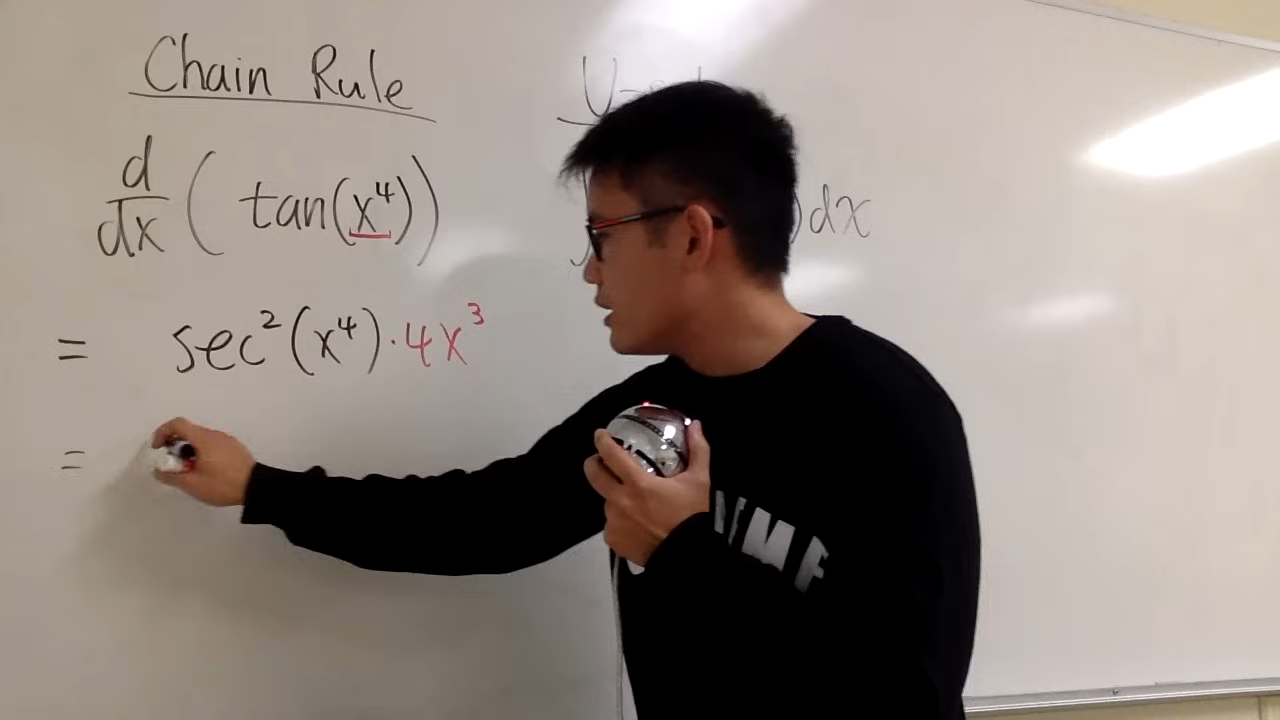 Chain Rule
d/dx ( tan(x⁴))
= sec²(x⁴)·4x³
=
)dx